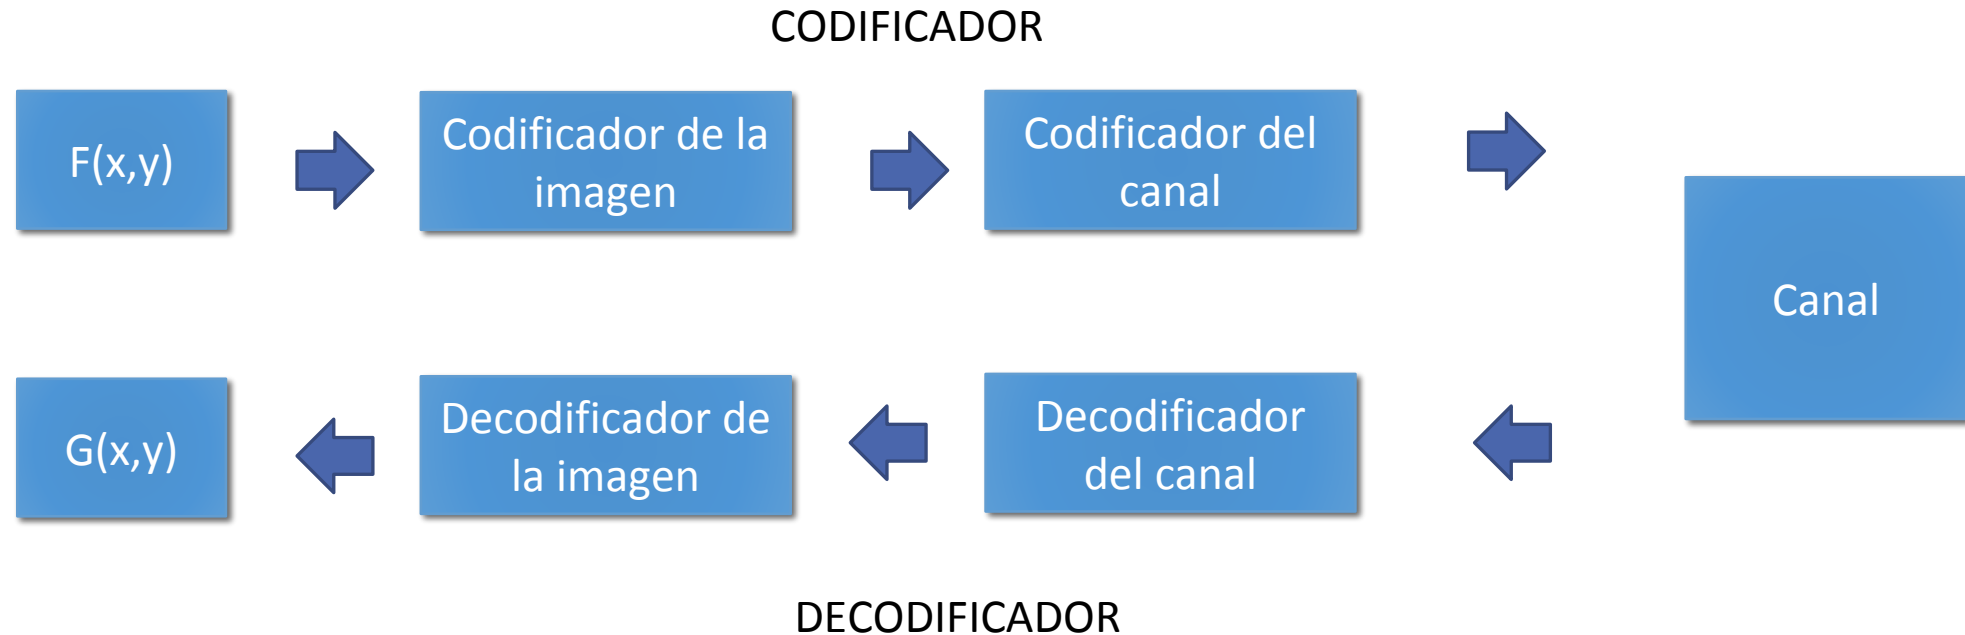 CODIFICADOR
F(x,y)
Codificador de la
imagen
Codificador del
canal
Canal
G(x,y)
Decodificador de
la imagen
Decodificador
del canal
DECODIFICADOR